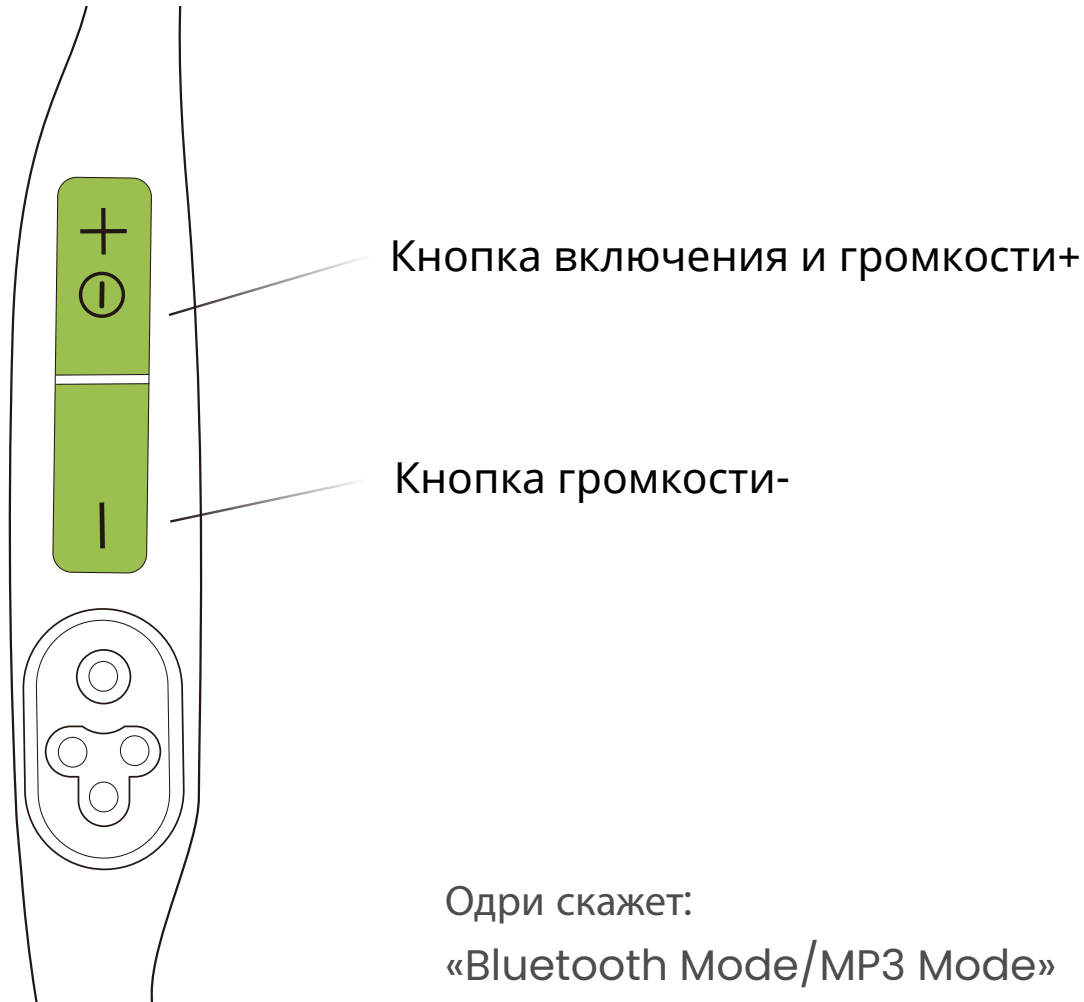 Кнопка включения и громкости+
Кнопка громкости-
Одри скажет:
«Bluetooth Mode/MP3 Mode»